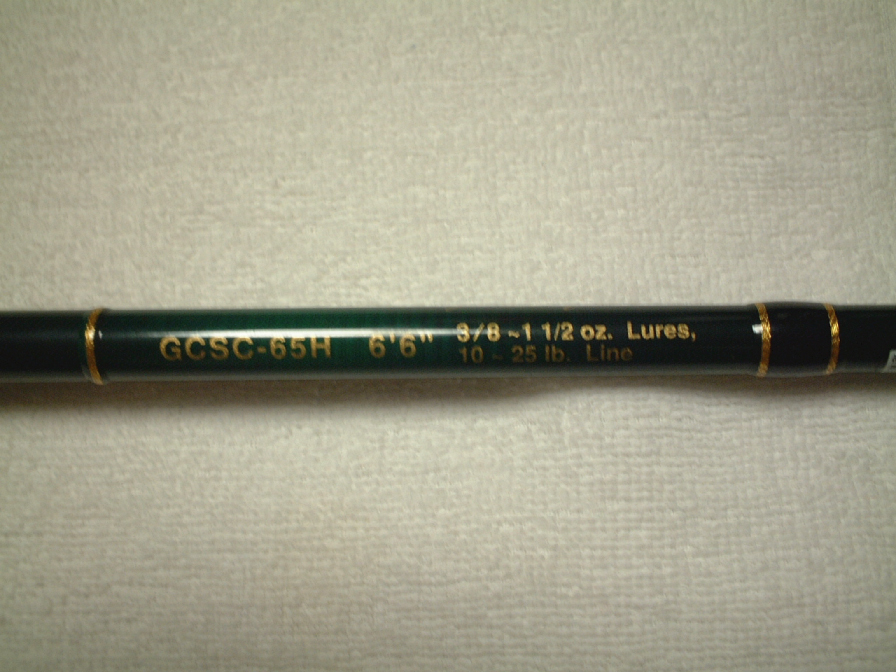 GCSC-65H 6'6" 3/8 ~1 1/2 oz. Lures,
10 ~ 25 lb. Line